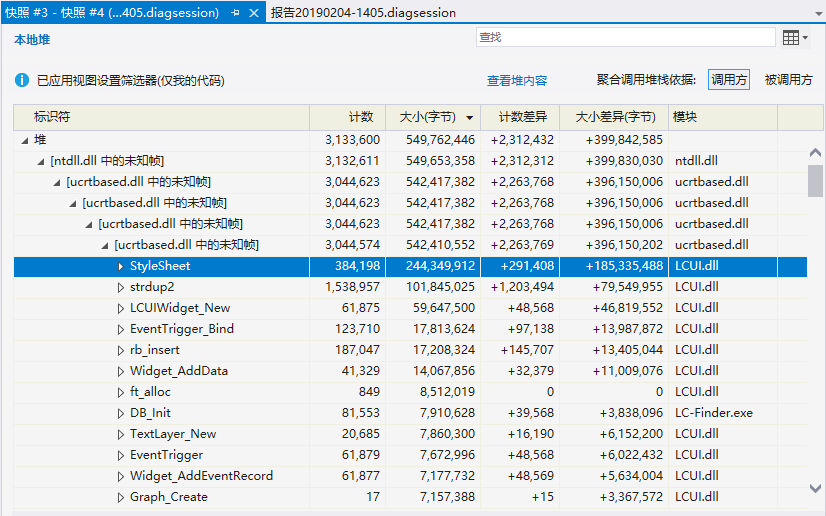 快照 #3 - 快照 #4 (...405.diagsession) 报告20190204-1405.diagsession
本地堆 查找
已应用视图设置筛选器(仅我的代码) 查看堆内容 聚合调用堆栈依据: 调用方 被调用方
标识符 计数 大小(字节) 计数差异 大小差异(字节) 模块
堆 3,133,600 549,762,446 +2,312,432 +399,842,585
[ntdll.dll 中的未知帧] 3,132,611 549,653,358 +2,312,312 +399,830,030 ntdll.dll
[ucrtbased.dll 中的未知帧] 3,044,623 542,417,382 +2,263,768 +396,150,006 ucrtbased.dll
[ucrtbased.dll 中的未知帧] 3,044,623 542,417,382 +2,263,768 +396,150,006 ucrtbased.dll
[ucrtbased.dll 中的未知帧] 3,044,623 542,417,382 +2,263,768 +396,150,006 ucrtbased.dll
[ucrtbased.dll 中的未知帧] 3,044,574 542,410,552 +2,263,769 +396,150,202 ucrtbased.dll
StyleSheet 384,198 244,349,912 +291,408 +185,335,488 LCUI.dll
strdup2 1,538,957 101,845,025 +1,203,494 +79,549,955 LCUI.dll
LCUIWidget_New 61,875 59,647,500 +48,568 +46,819,552 LCUI.dll
EventTrigger_Bind 123,710 17,813,624 +97,138 +13,987,872 LCUI.dll
rb_insert 187,047 17,208,324 +145,707 +13,405,044 LCUI.dll
Widget_AddData 41,329 14,067,856 +32,379 +11,009,076 LCUI.dll
ft_alloc 849 8,512,019 0 0 LCUI.dll
DB_Init 81,553 7,910,628 +39,568 +3,838,096 LC-Finder.exe
TextLayer_New 20,685 7,860,300 +16,190 +6,152,200 LCUI.dll
EventTrigger 61,879 7,672,996 +48,568 +6,022,432 LCUI.dll
Widget_AddEventRecord 61,877 7,177,732 +48,569 +5,634,004 LCUI.dll
Graph_Create 17 7,157,388 +15 +3,367,572 LCUI.dll